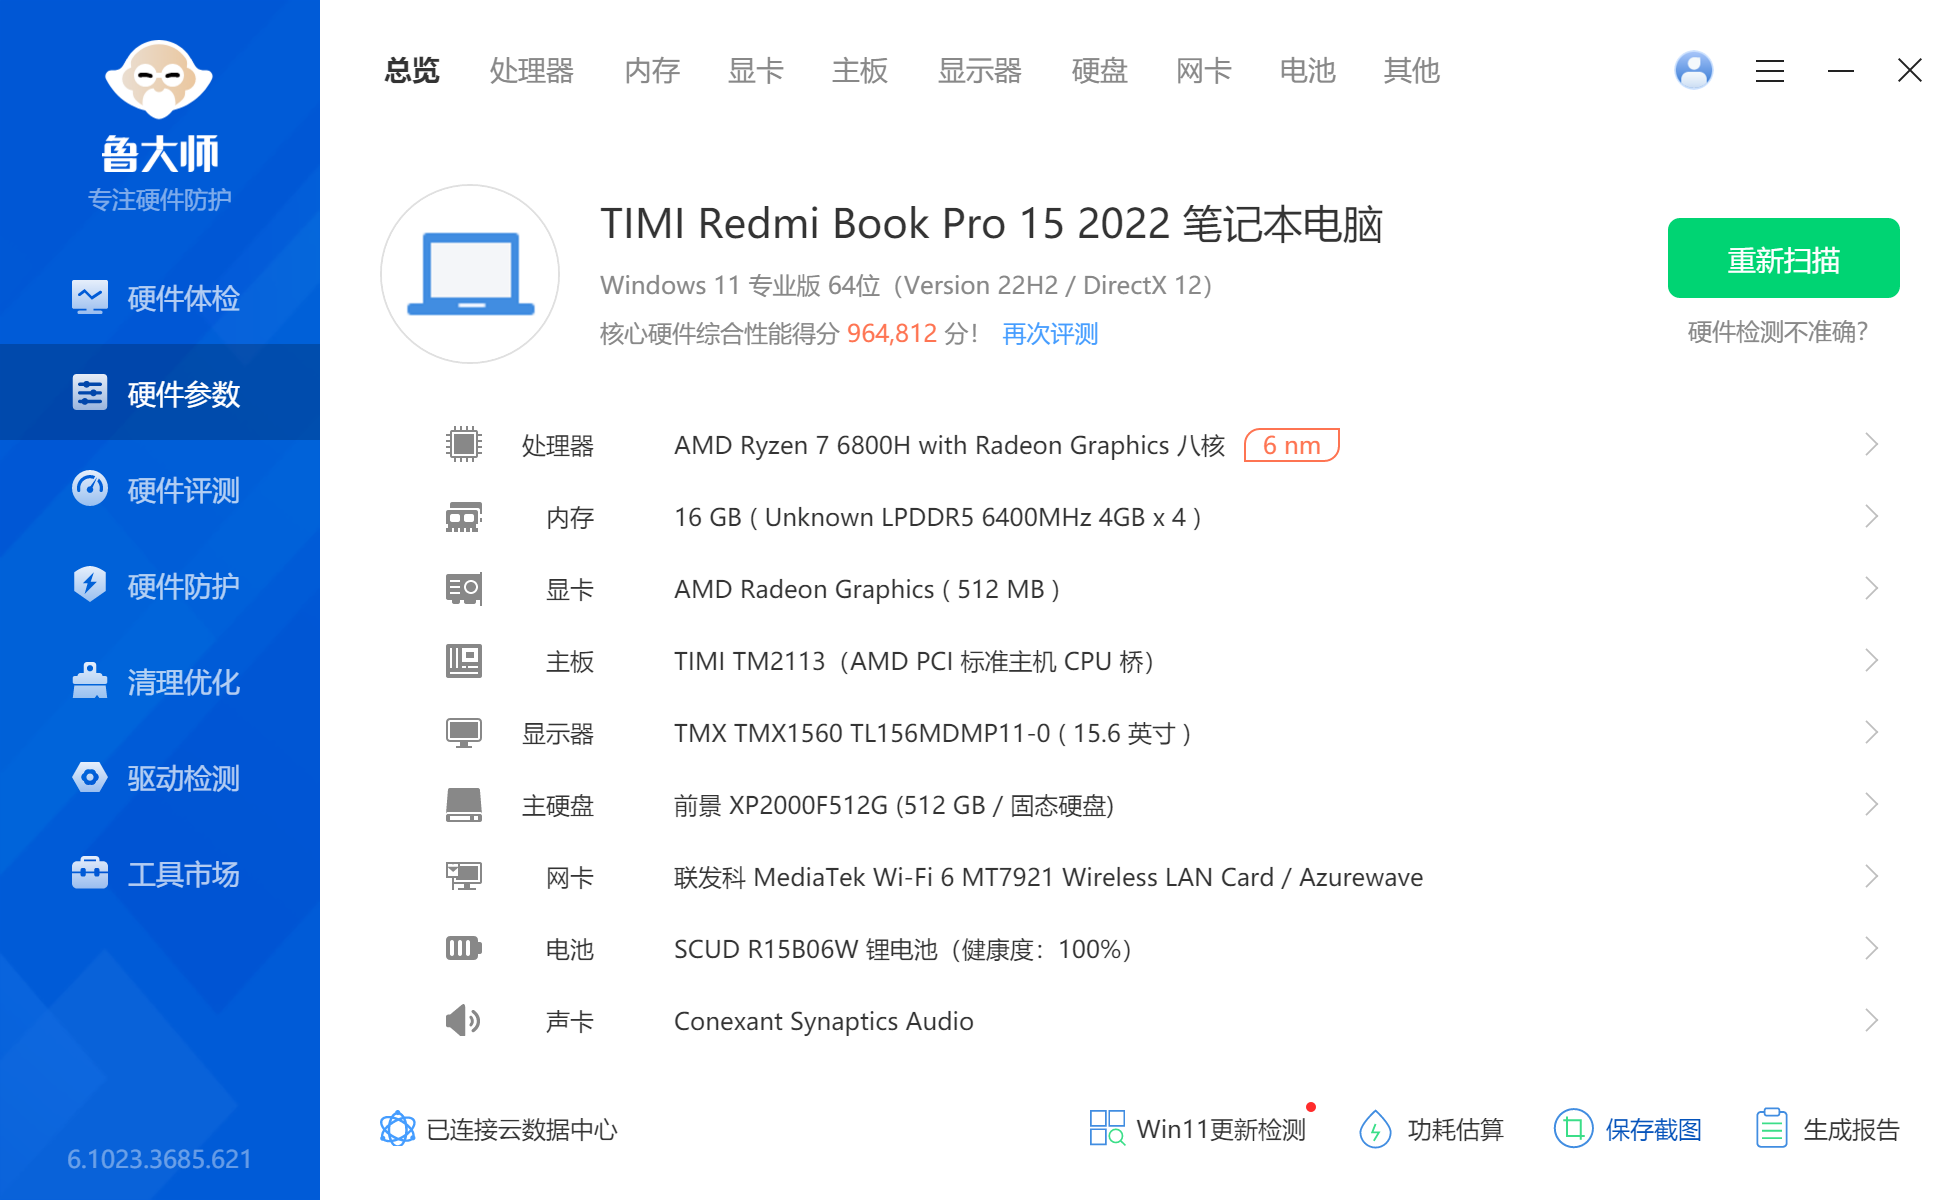 鲁大师
专注硬件防护
硬件体检
硬件参数
硬件评测
硬件防护
清理优化
驱动检测
工具市场
6.1023.3685.621
总览 处理器 内存 显卡 主板 显示器 硬盘 网卡 电池 其他
TIMI Redmi Book Pro 15 2022 笔记本电脑
Windows 11 专业版 64位（Version 22H2 / DirectX 12）
核心硬件综合性能得分 964,812 分！ 再次评测
重新扫描
硬件检测不准确？
处理器 AMD Ryzen 7 6800H with Radeon Graphics 八核 6 nm
内存 16 GB ( Unknown LPDDR5 6400MHz 4GB x 4 )
显卡 AMD Radeon Graphics ( 512 MB )
主板 TIMI TM2113（AMD PCI 标准主机 CPU 桥）
显示器 TMX TMX1560 TL156MDMP11-0 ( 15.6 英寸 )
主硬盘 前景 XP2000F512G (512 GB / 固态硬盘)
网卡 联发科 MediaTek Wi-Fi 6 MT7921 Wireless LAN Card / Azurewave
电池 SCUD R15B06W 锂电池（健康度：100%）
声卡 Conexant Synaptics Audio
已连接云数据中心 Win11更新检测 功耗估算 保存截图 生成报告